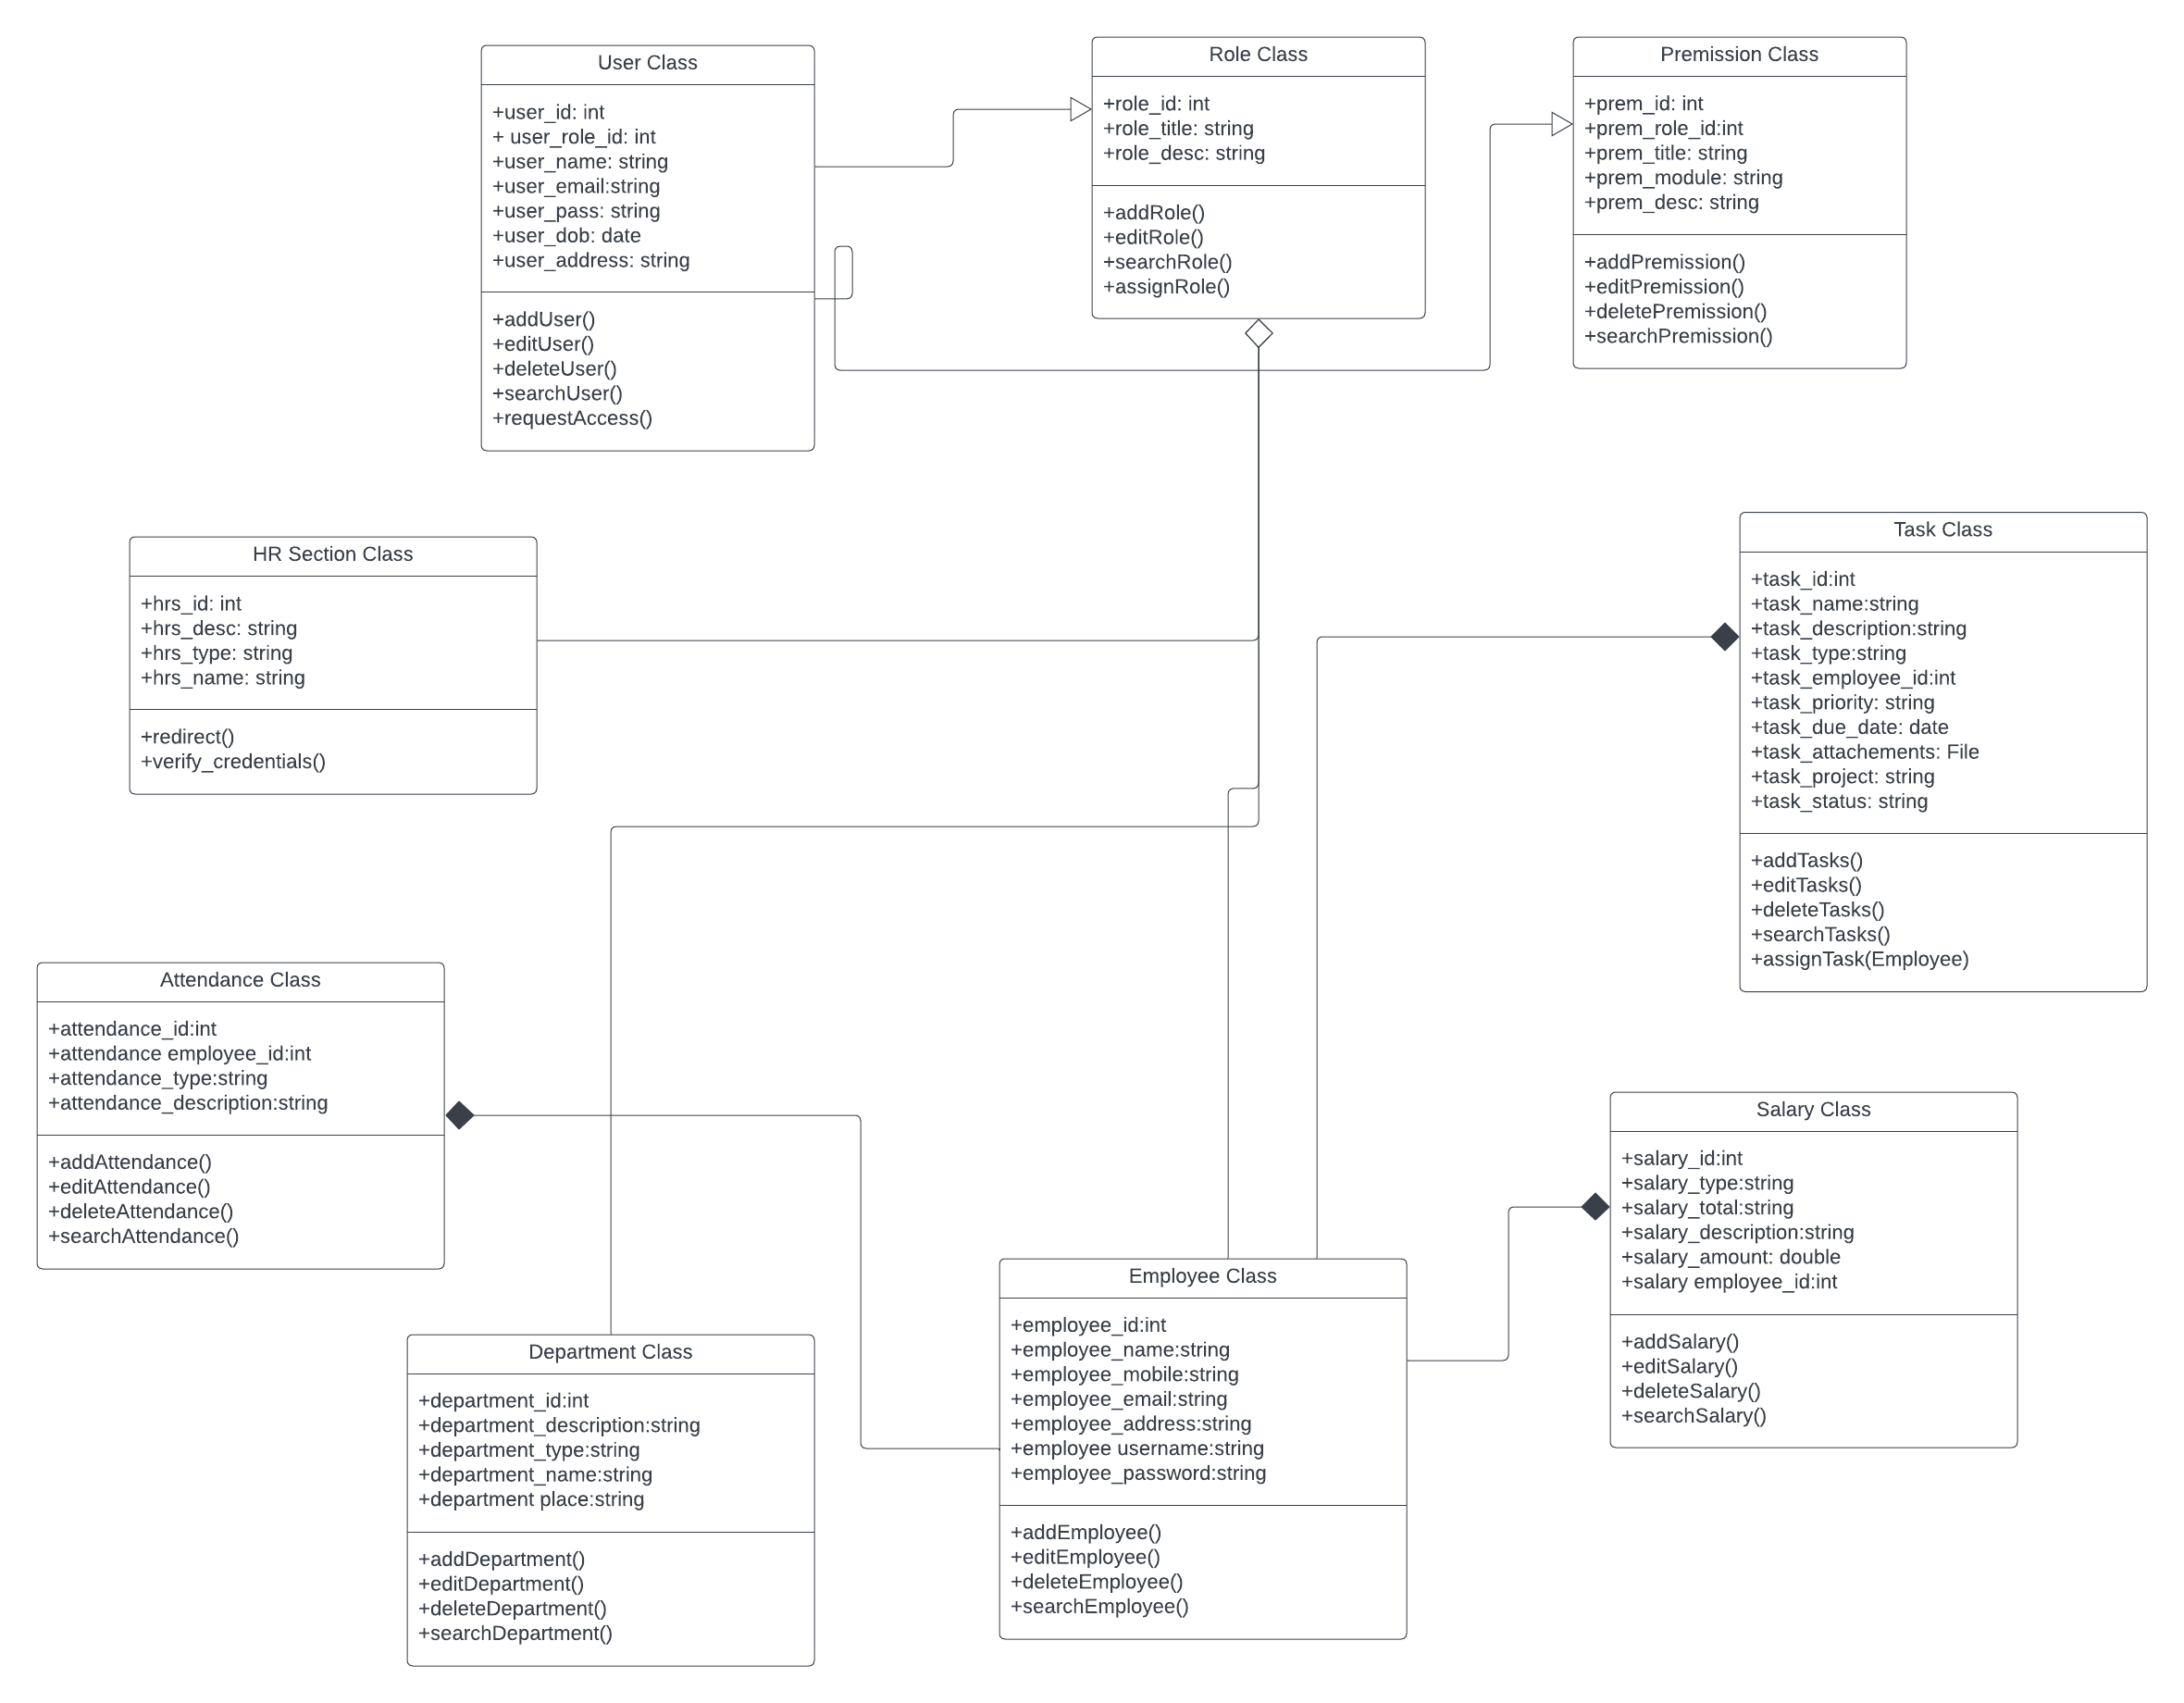 User Class
+user_id: int
+ user_role_id: int
+user_name: string
+user_email:string
+user_pass: string
+user_dob: date
+user_address: string
+addUser()
+editUser()
+deleteUser()
+searchUser()
+requestAccess()
Role Class
+role_id: int
+role_title: string
+role_desc: string
+addRole()
+editRole()
+searchRole()
+assignRole()
Premission Class
+prem_id: int
+prem_role_id:int
+prem_title: string
+prem_module: string
+prem_desc: string
+addPremission()
+editPremission()
+deletePremission()
+searchPremission()
HR Section Class
+hrs_id: int
+hrs_desc: string
+hrs_type: string
+hrs_name: string
+redirect()
+verify_credentials()
Task Class
+task_id:int
+task_name:string
+task_description:string
+task_type:string
+task_employee_id:int
+task_priority: string
+task_due_date: date
+task_attachements: File
+task_project: string
+task_status: string
+addTasks()
+editTasks()
+deleteTasks()
+searchTasks()
+assignTask(Employee)
Attendance Class
+attendance_id:int
+attendance employee_id:int
+attendance_type:string
+attendance_description:string
+addAttendance()
+editAttendance()
+deleteAttendance()
+searchAttendance()
Salary Class
+salary_id:int
+salary_type:string
+salary_total:string
+salary_description:string
+salary_amount: double
+salary employee_id:int
+addSalary()
+editSalary()
+deleteSalary()
+searchSalary()
Department Class
+department_id:int
+department_description:string
+department_type:string
+department_name:string
+department place:string
+addDepartment()
+editDepartment()
+deleteDepartment()
+searchDepartment()
Employee Class
+employee_id:int
+employee_name:string
+employee_mobile:string
+employee_email:string
+employee_address:string
+employee username:string
+employee_password:string
+addEmployee()
+editEmployee()
+deleteEmployee()
+searchEmployee()